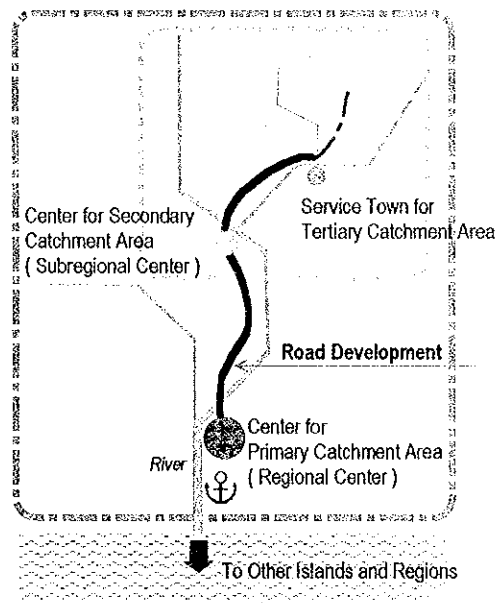 Center for Secondary
Catchment Area
( Subregional Center )
Service Town for
Tertiary Catchment Area
Road Development
Center for
Primary Catchment Area
( Regional Center )
River
To Other Islands and Regions